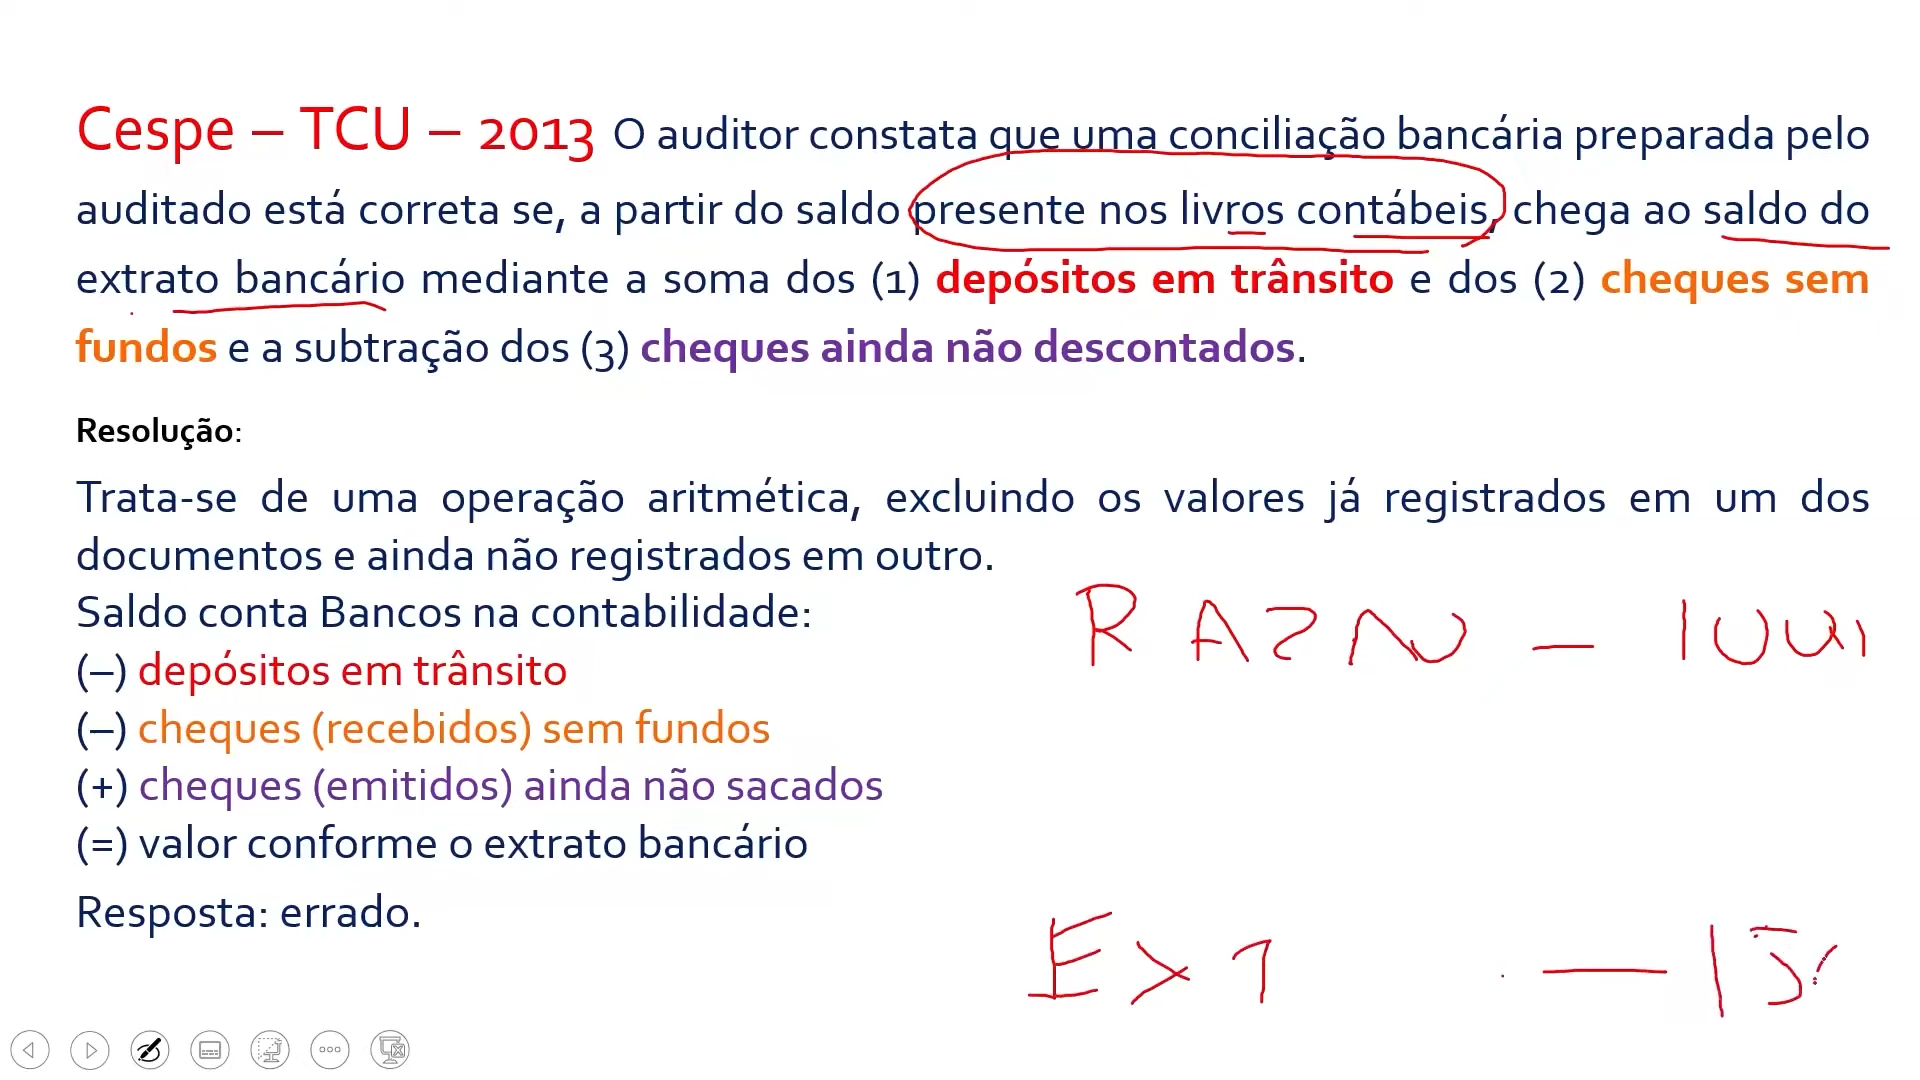 Cespe – TCU – 2013 O auditor constata que uma conciliação bancária preparada pelo
auditado está correta se, a partir do saldo presente nos livros contábeis, chega ao saldo do
extrato bancário mediante a soma dos (1) depósitos em trânsito e dos (2) cheques sem
fundos e a subtração dos (3) cheques ainda não descontados.
Resolução:
Trata-se de uma operação aritmética, excluindo os valores já registrados em um dos
documentos e ainda não registrados em outro.
Saldo conta Bancos na contabilidade:
(–) depósitos em trânsito
(–) cheques (recebidos) sem fundos
(+) cheques (emitidos) ainda não sacados
(=) valor conforme o extrato bancário
Resposta: errado.
EXT